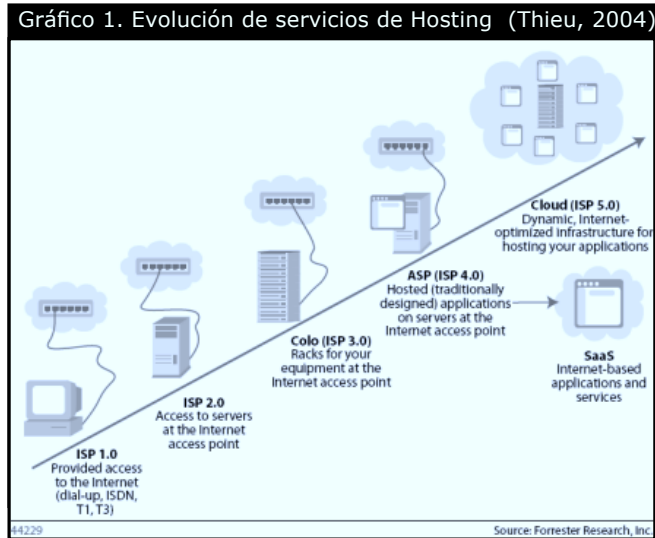 Gráfico 1. Evolución de servicios de Hosting (Thieu, 2004)
Cloud (ISP 5.0)
Dynamic, Internet-
optimized infrastructure for
hosting your applications
ASP (ISP 4.0)
Hosted (traditionally
designed) applications
on servers at the
Internet access point
SaaS
Internet-based
applications and
services
Colo (ISP 3.0)
Racks for your
equipment at the
Internet access point
ISP 2.0
Access to servers
at the Internet
access point
ISP 1.0
Provided access
to the Internet
(dial-up, ISDN,
T1, T3)
44229
Source: Forrester Research, Inc.